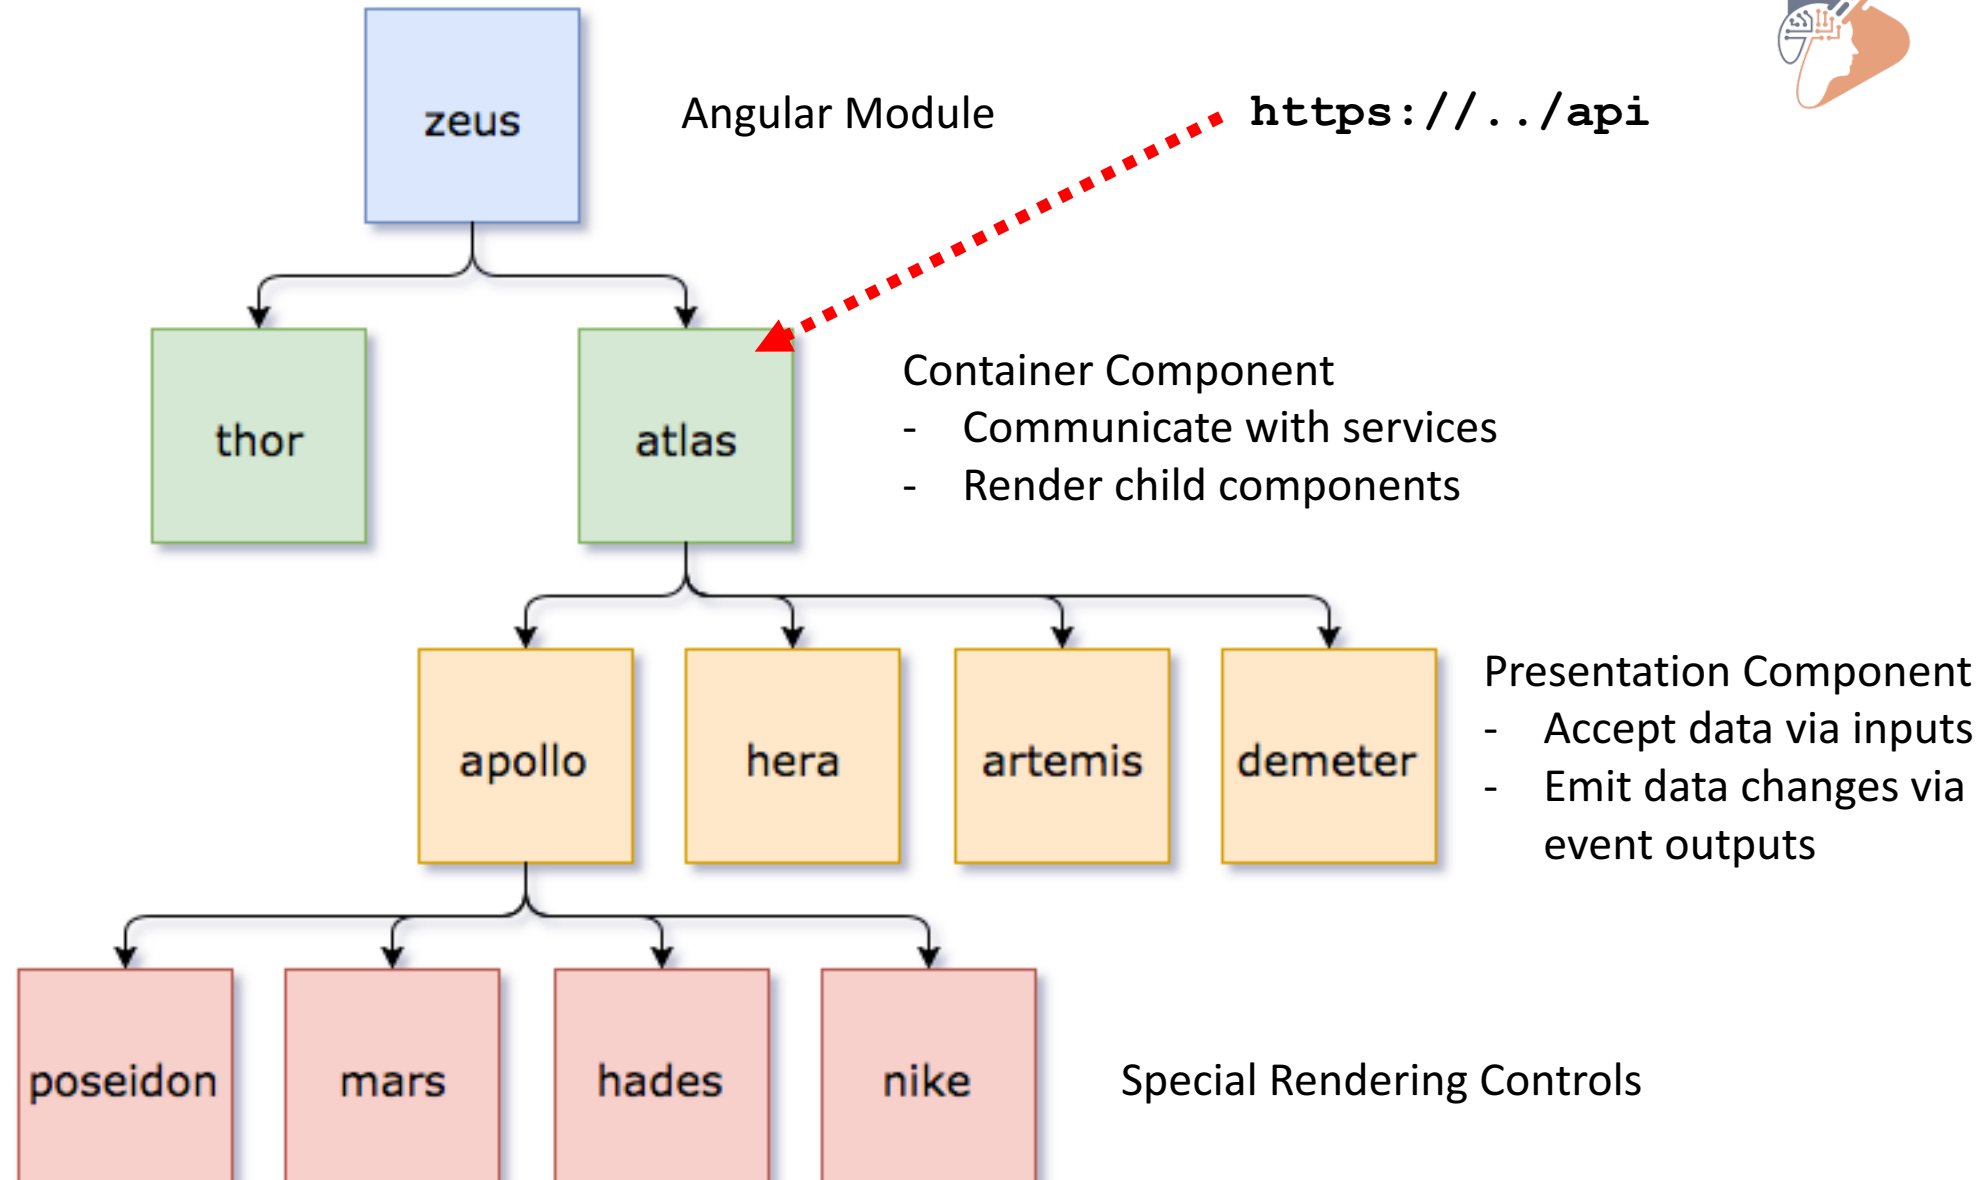 zeus
Angular Module
https://../api
thor
atlas
Container Component
- Communicate with services
- Render child components
apollo
hera
artemis
demeter
Presentation Component
- Accept data via inputs
- Emit data changes via
event outputs
poseidon
mars
hades
nike
Special Rendering Controls